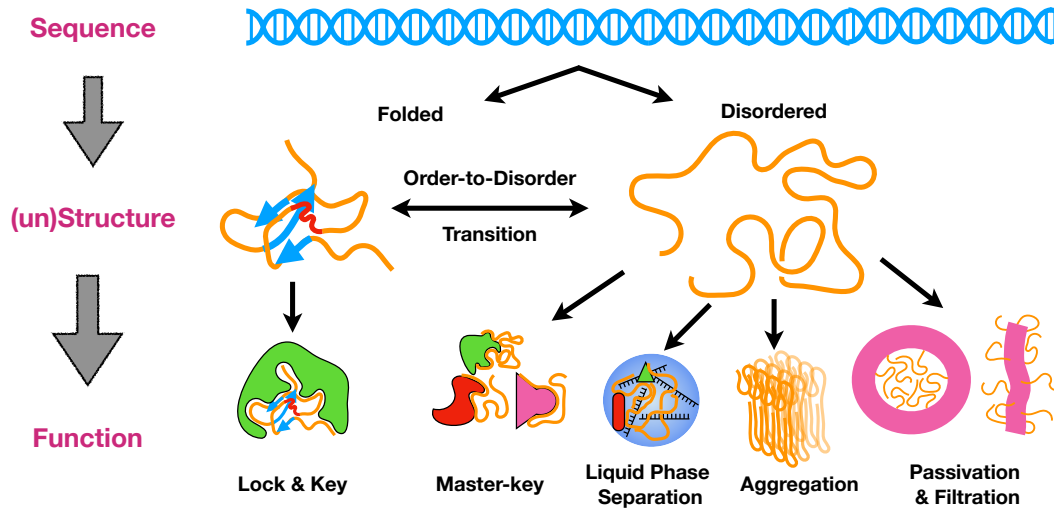 Sequence
Folded
Disordered
Order-to-Disorder
(un)Structure
Transition
Function
Lock & Key
Master-key
Liquid Phase
Separation
Aggregation
Passivation
& Filtration